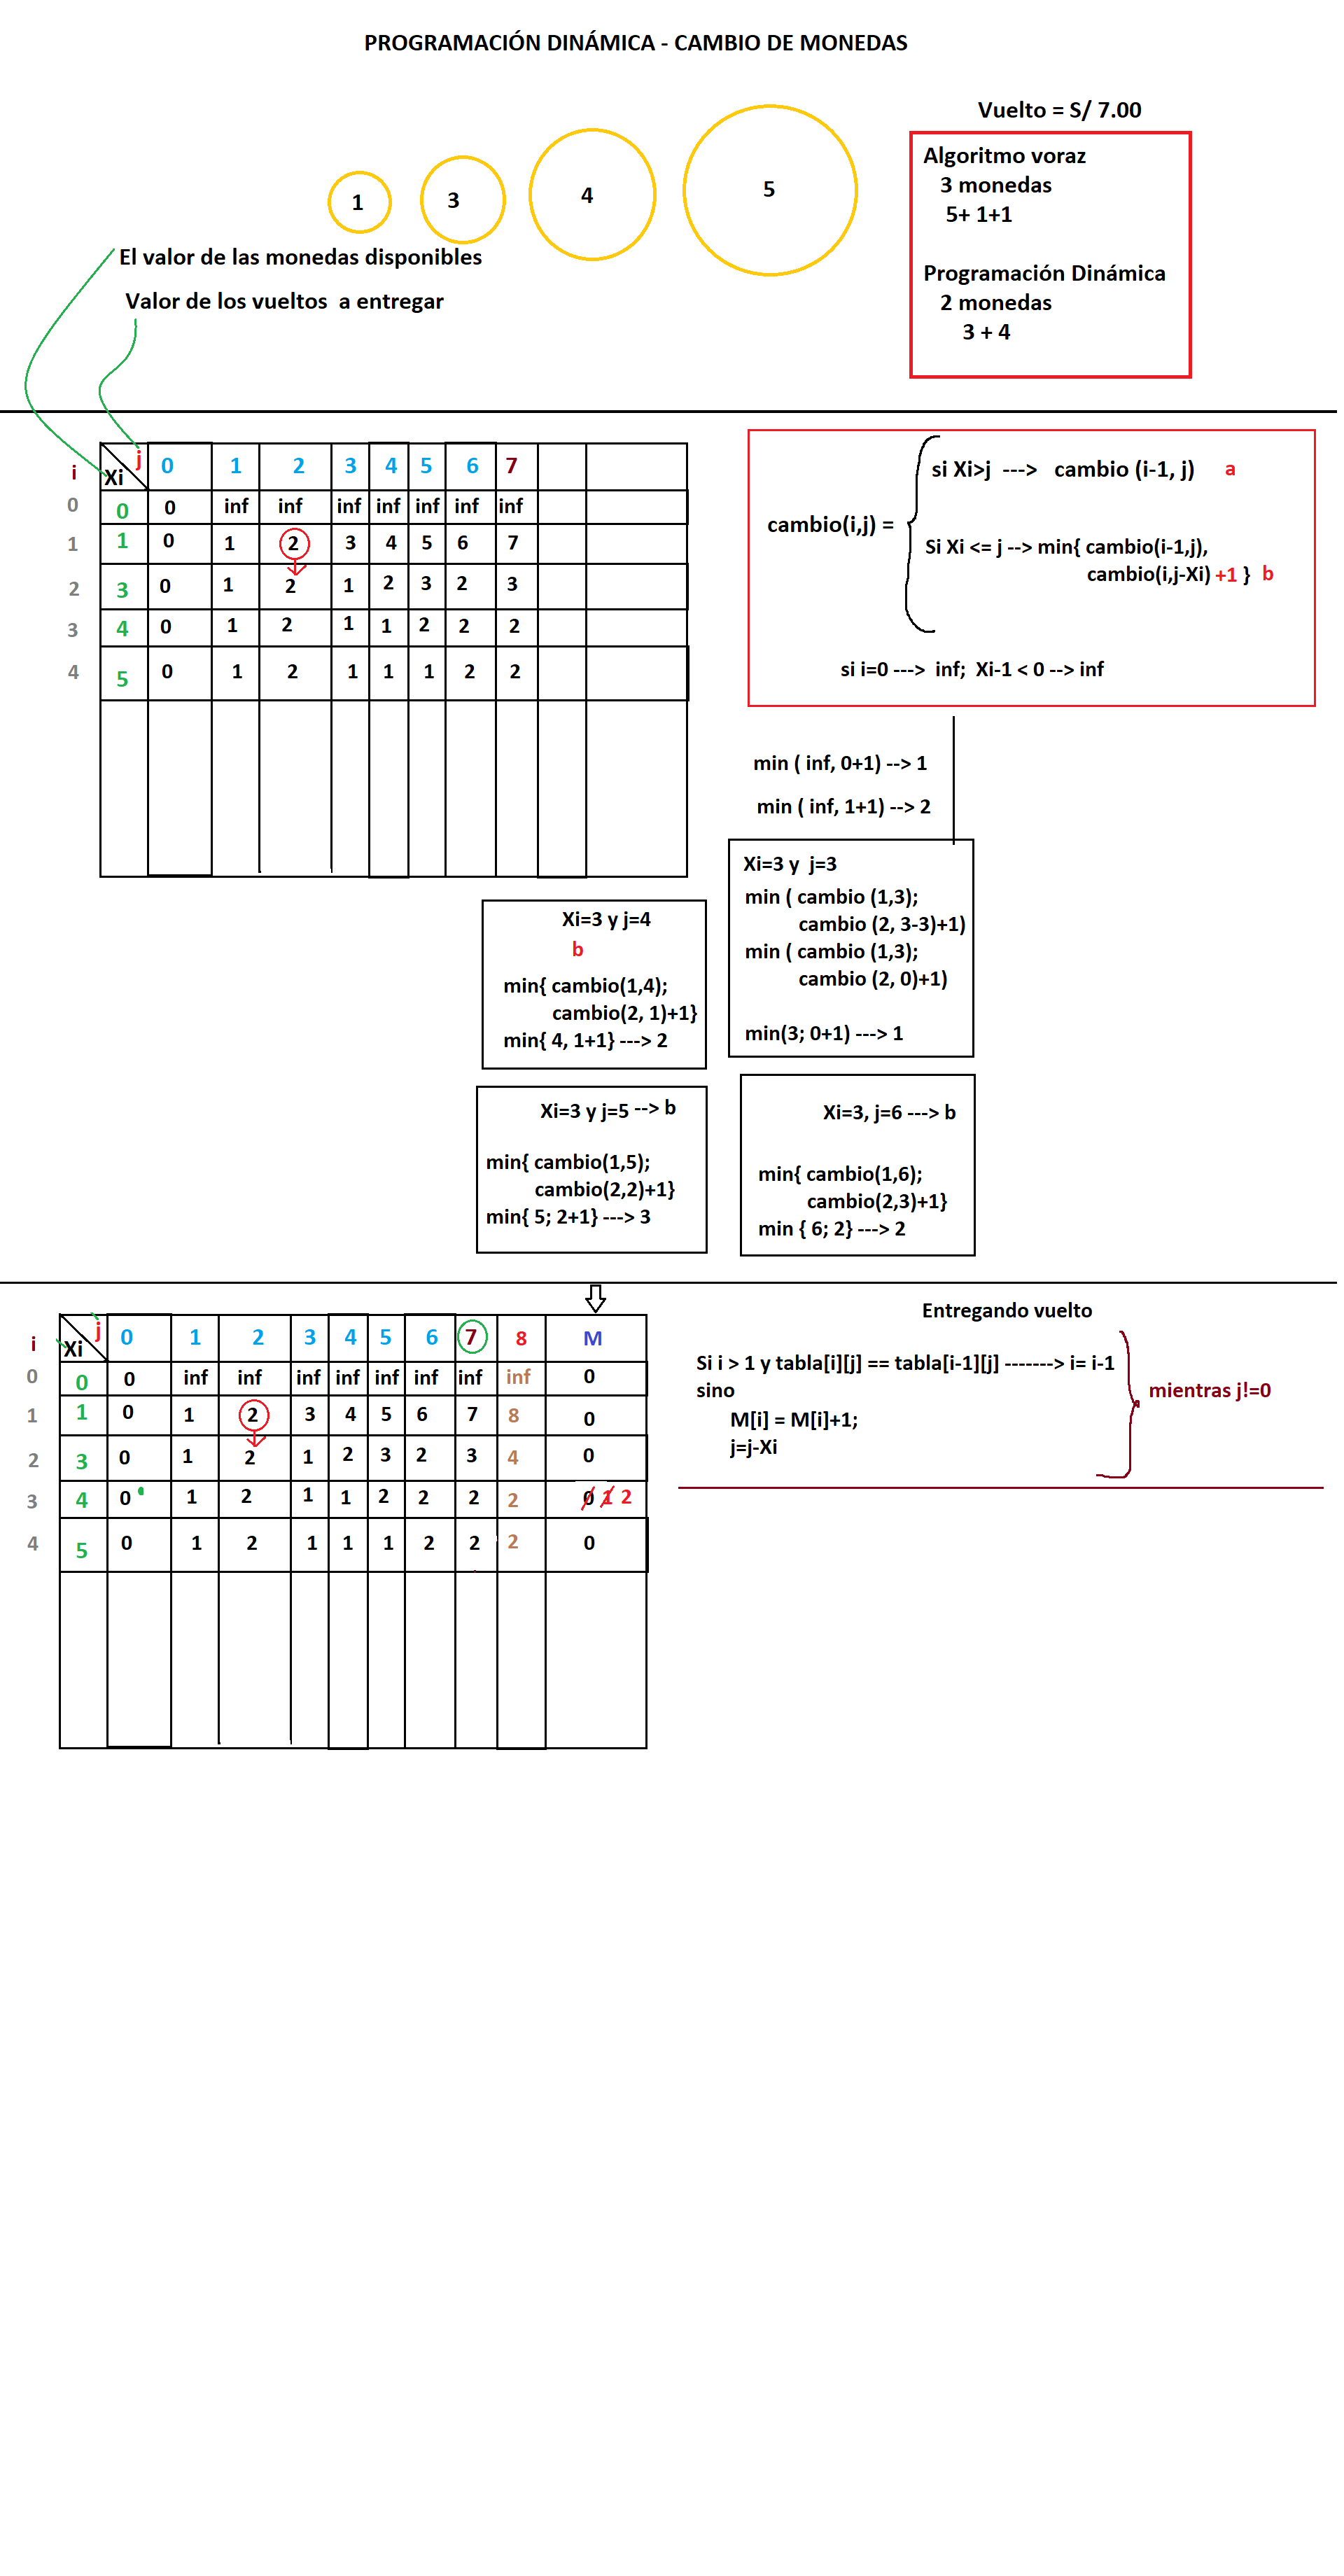 PROGRAMACIÓN DINÁMICA - CAMBIO DE MONEDAS
Vuelto = S/ 7.00
1 3 4 5
Algoritmo voraz
3 monedas
5+ 1+1
Programación Dinámica
2 monedas
3 + 4
El valor de las monedas disponibles
Valor de los vueltos a entregar
i Xi j 0 1 2 3 4 5 6 7
0 0 0 inf inf inf inf inf inf inf
1 1 0 1 2 3 4 5 6 7
2 3 0 1 2 1 2 3 2 3
3 4 0 1 2 1 1 2 2 2
4 5 0 1 2 1 1 1 2 2
cambio(i,j) =
si Xi>j ---> cambio (i-1, j) a
Si Xi <= j --> min{ cambio(i-1,j),
cambio(i,j-Xi) +1 } b
si i=0 ---> inf; Xi-1 < 0 --> inf
min ( inf, 0+1) --> 1
min ( inf, 1+1) --> 2
Xi=3 y j=3
min ( cambio (1,3);
cambio (2, 3-3)+1)
min ( cambio (1,3);
cambio (2, 0)+1)
min(3; 0+1) ---> 1
Xi=3 y j=4
b
min{ cambio(1,4);
cambio(2, 1)+1}
min{ 4, 1+1} ---> 2
Xi=3 y j=5 --> b
min{ cambio(1,5);
cambio(2,2)+1}
min{ 5; 2+1} ---> 3
Xi=3, j=6 ---> b
min{ cambio(1,6);
cambio(2,3)+1}
min { 6; 2} ---> 2
i Xi j 0 1 2 3 4 5 6 7 8 M
0 0 0 inf inf inf inf inf inf inf inf 0
1 1 0 1 2 3 4 5 6 7 8 0
2 3 0 1 2 1 2 3 2 3 4 0
3 4 0 1 2 1 1 2 2 2 2 0 1 2
4 5 0 1 2 1 1 1 2 2 2 0
Entregando vuelto
Si i > 1 y tabla[i][j] == tabla[i-1][j] -------> i= i-1
sino
M[i] = M[i]+1;
j=j-Xi
mientras j!=0